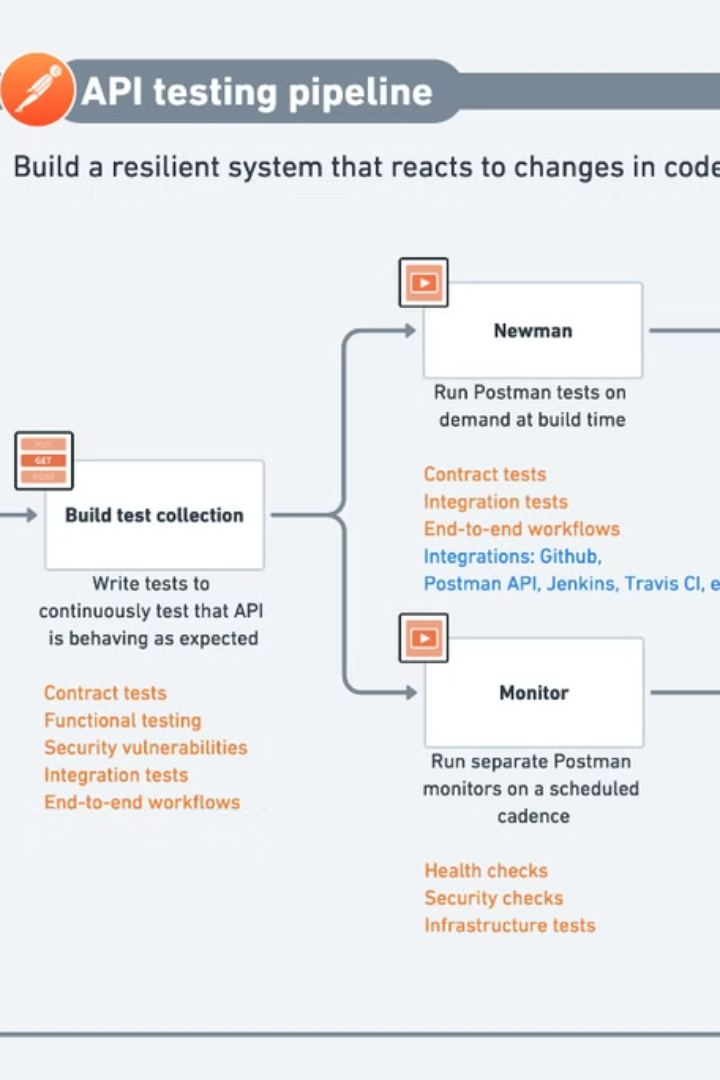 API testing pipeline
Build a resilient system that reacts to changes in code
Newman
Run Postman tests on
demand at build time
Contract tests
Integration tests
End-to-end workflows
Integrations: Github,
Postman API, Jenkins, Travis CI, e
GET
POST
Build test collection
Write tests to
continuously test that API
is behaving as expected
Contract tests
Functional testing
Security vulnerabilities
Integration tests
End-to-end workflows
Monitor
Run separate Postman
monitors on a scheduled
cadence
Health checks
Security checks
Infrastructure tests